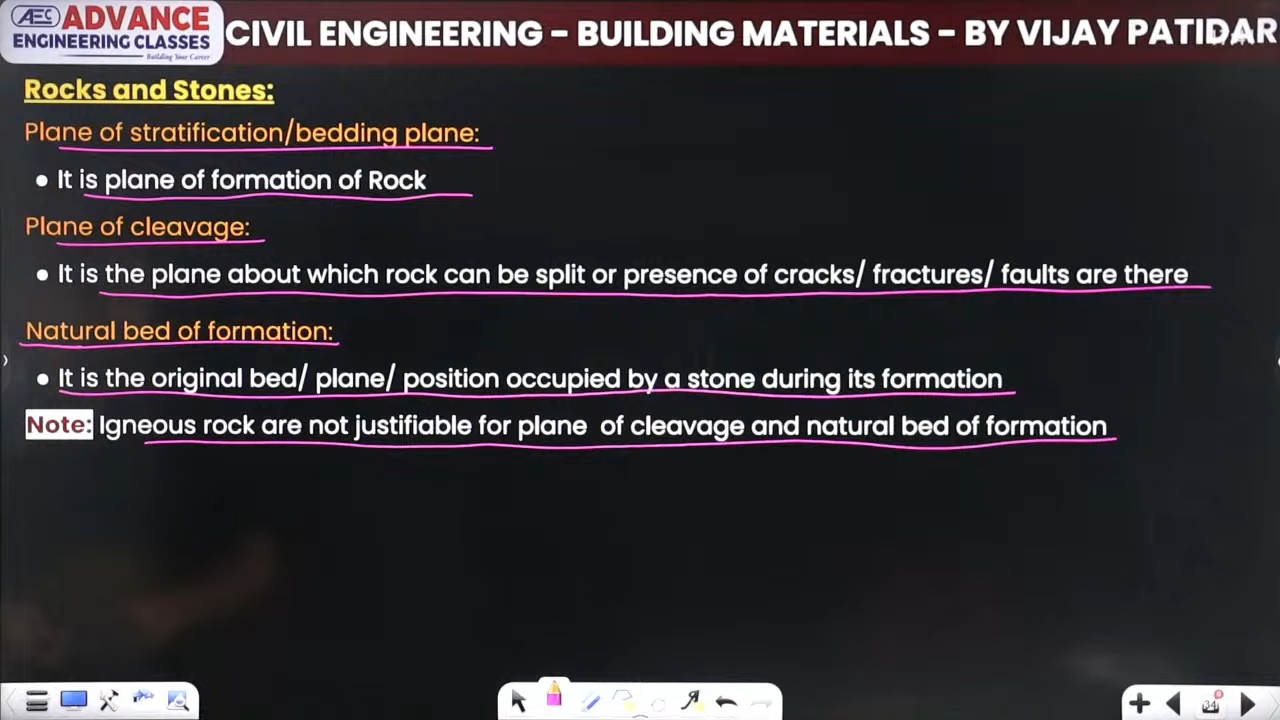 AEC ADVANCE
ENGINEERING CLASSES
Building Your Career
CIVIL ENGINEERING – BUILDING MATERIALS – BY VIJAY PATIDAR
Rocks and Stones:
Plane of stratification/bedding plane:
● It is plane of formation of Rock
Plane of cleavage:
● It is the plane about which rock can be split or presence of cracks/ fractures/ faults are there
Natural bed of formation:
● It is the original bed/ plane/ position occupied by a stone during its formation
Note: Igneous rock are not justifiable for plane of cleavage and natural bed of formation
34